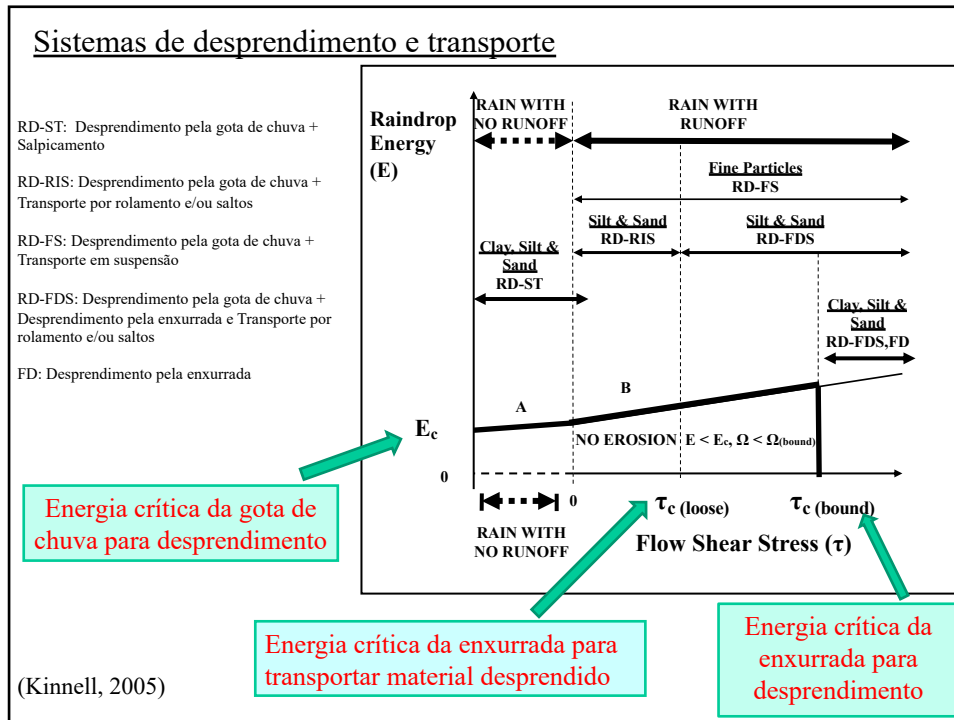 Sistemas de desprendimento e transporte
RD-ST: Desprendimento pela gota de chuva +
Salpicamento
RD-RIS: Desprendimento pela gota de chuva +
Transporte por rolamento e/ou saltos
RD-FS: Desprendimento pela gota de chuva +
Transporte em suspensão
RD-FDS: Desprendimento pela gota de chuva +
Desprendimento pela enxurrada e Transporte por
rolamento e/ou saltos
FD: Desprendimento pela enxurrada
Raindrop
Energy
(E)
RAIN WITH
NO RUNOFF
RAIN WITH
RUNOFF
Fine Particles
RD-FS
Silt & Sand
RD-RIS
Silt & Sand
RD-FDS
Clay, Silt &
Sand
RD-ST
Clay, Silt &
Sand
RD-FDS,FD
A
B
Ec
NO EROSION E < Ec, Ω < Ω(bound)
0
0
RAIN WITH
NO RUNOFF
τc (loose)
τc (bound)
Flow Shear Stress (τ)
Energia crítica da gota de
chuva para desprendimento
Energia crítica da enxurrada para
transportar material desprendido
Energia crítica da
enxurrada para
desprendimento
(Kinnell, 2005)